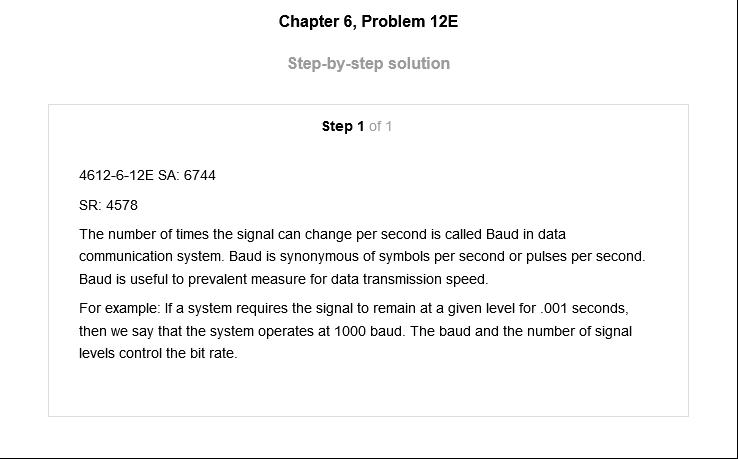 Chapter 6, Problem 12E
Step-by-step solution
Step 1 of 1
4612-6-12E SA: 6744
SR: 4578
The number of times the signal can change per second is called Baud in data
communication system. Baud is synonymous of symbols per second or pulses per second.
Baud is useful to prevalent measure for data transmission speed.
For example: If a system requires the signal to remain at a given level for .001 seconds,
then we say that the system operates at 1000 baud. The baud and the number of signal
levels control the bit rate.